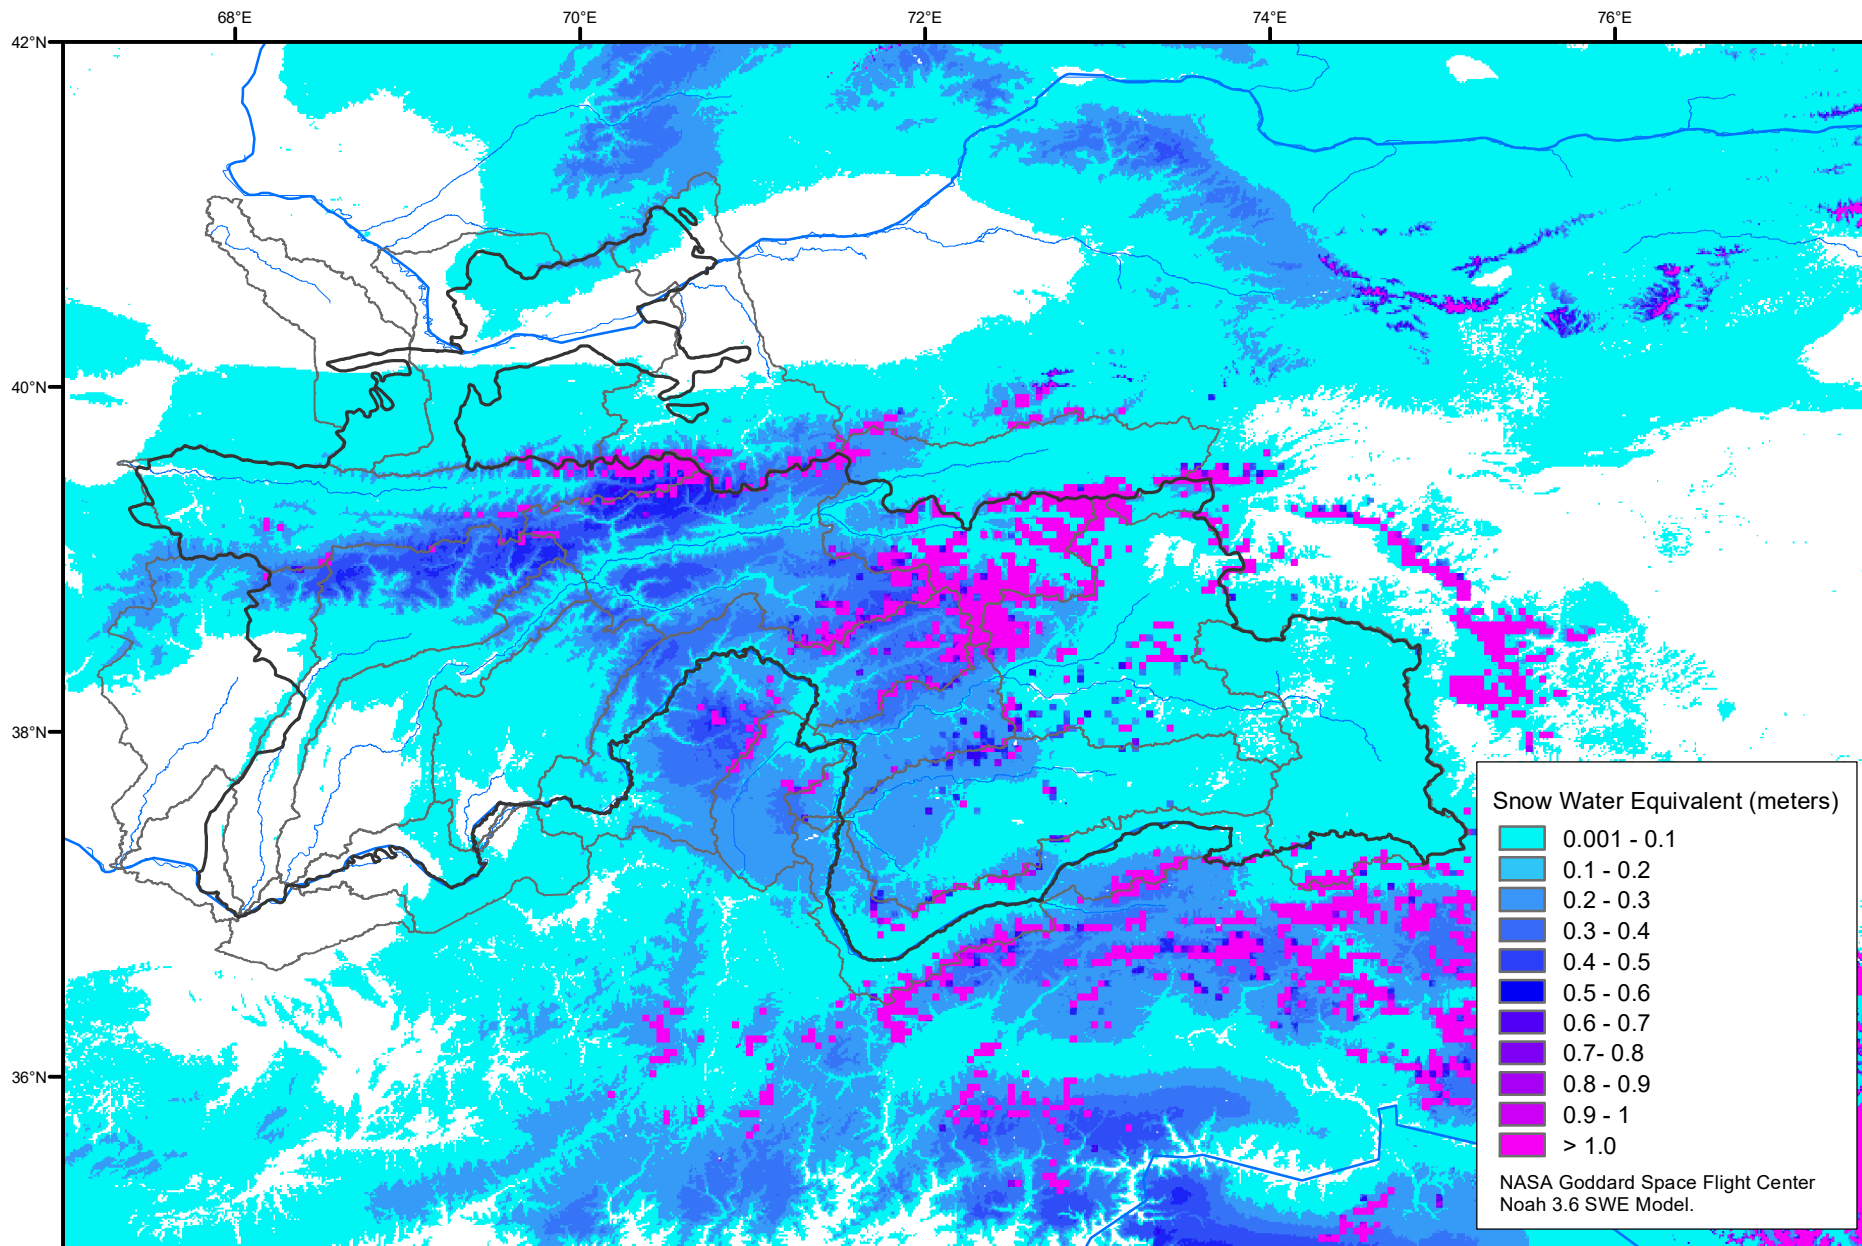 68°E
70°E
72°E
74°E
76°E
42°N
40°N
38°N
36°N
Snow Water Equivalent (meters)
0.001 - 0.1
0.1 - 0.2
0.2 - 0.3
0.3 - 0.4
0.4 - 0.5
0.5 - 0.6
0.6 - 0.7
0.7- 0.8
0.8 - 0.9
0.9 - 1
> 1.0
NASA Goddard Space Flight Center
Noah 3.6 SWE Model.